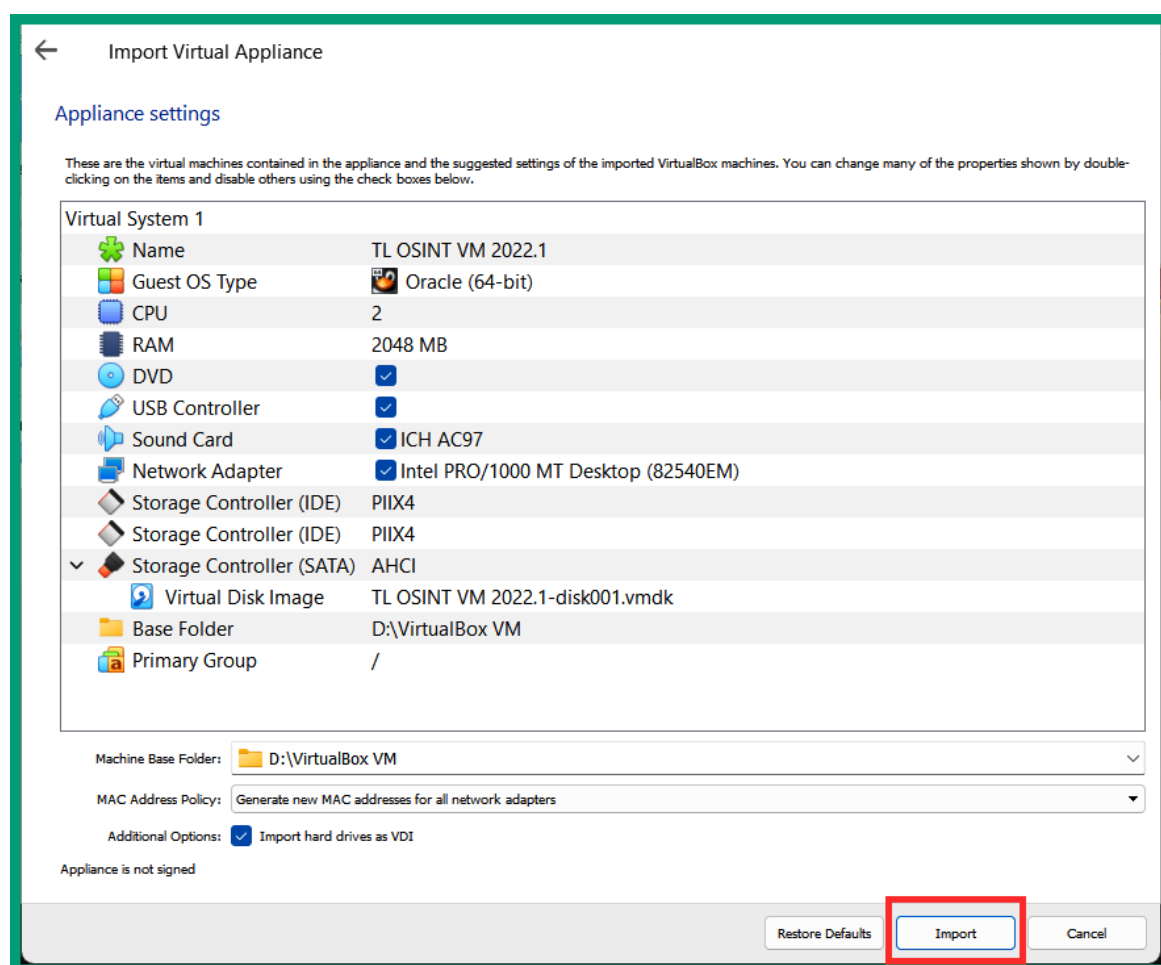 Import Virtual Appliance
Appliance settings
These are the virtual machines contained in the appliance and the suggested settings of the imported VirtualBox machines. You can change many of the properties shown by double-
clicking on the items and disable others using the check boxes below.
Virtual System 1
Name TL OSINT VM 2022.1
Guest OS Type Oracle (64-bit)
CPU 2
RAM 2048 MB
DVD
USB Controller
Sound Card ICH AC97
Network Adapter Intel PRO/1000 MT Desktop (82540EM)
Storage Controller (IDE) PIIX4
Storage Controller (IDE) PIIX4
Storage Controller (SATA) AHCI
Virtual Disk Image TL OSINT VM 2022.1-disk001.vmdk
Base Folder D:\VirtualBox VM
Primary Group /
Machine Base Folder: D:\VirtualBox VM
MAC Address Policy: Generate new MAC addresses for all network adapters
Additional Options: Import hard drives as VDI
Appliance is not signed
Restore Defaults Import Cancel